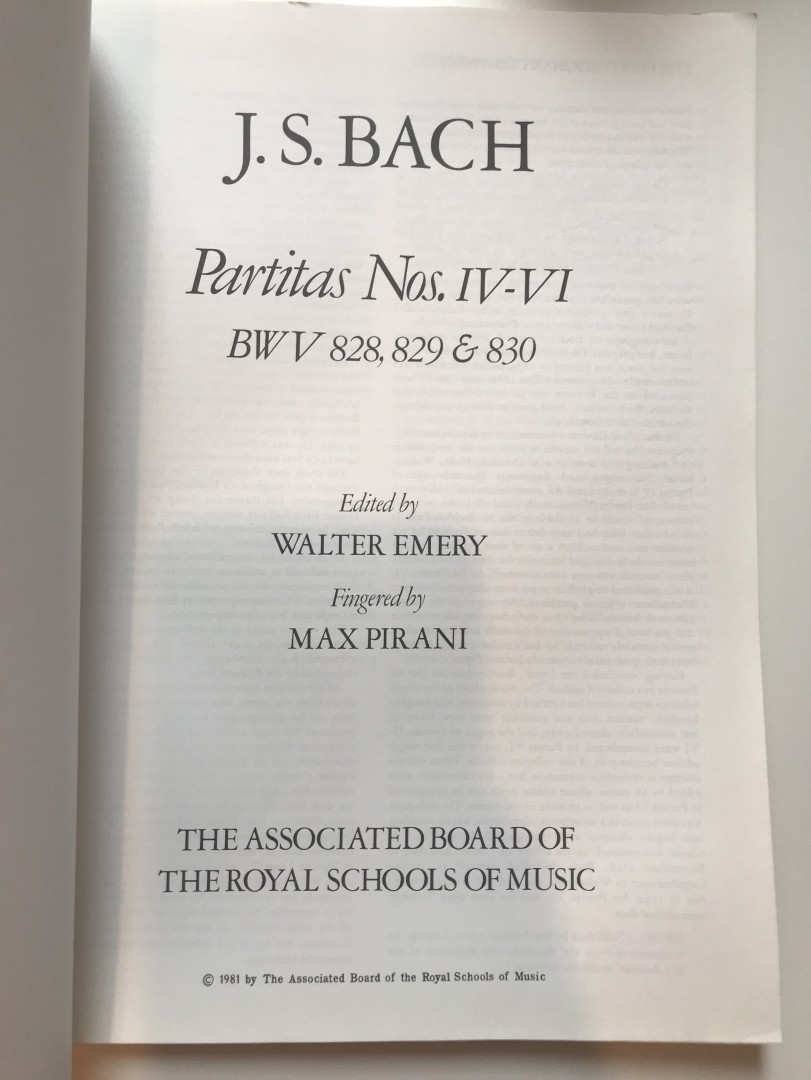 J. S. BACH
Partitas Nos. IV-VI
BWV 828, 829 & 830
Edited by
WALTER EMERY
Fingered by
MAX PIRANI
THE ASSOCIATED BOARD OF
THE ROYAL SCHOOLS OF MUSIC
© 1981 by The Associated Board of the Royal Schools of Music